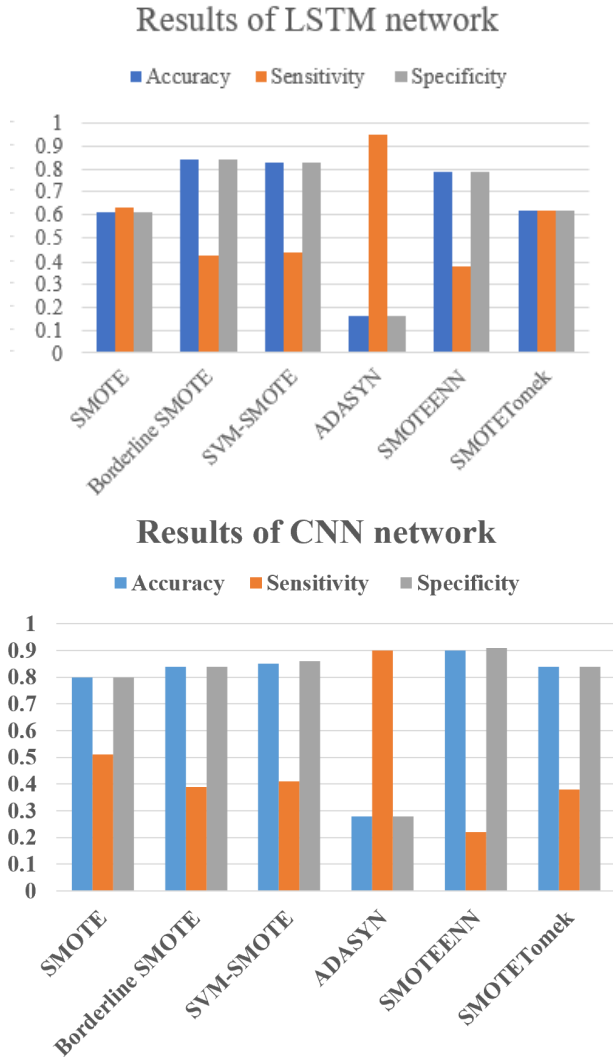 Results of LSTM network
Accuracy Sensitivity Specificity
1
0.9
0.8
0.7
0.6
0.5
0.4
0.3
0.2
0.1
0
SMOTE
Borderline SMOTE
SVM-SMOTE
ADASYN
SMOTEENN
SMOTETomek
Results of CNN network
Accuracy Sensitivity Specificity
1
0.9
0.8
0.7
0.6
0.5
0.4
0.3
0.2
0.1
0
SMOTE
Borderline SMOTE
SVM-SMOTE
ADASYN
SMOTEENN
SMOTETomek